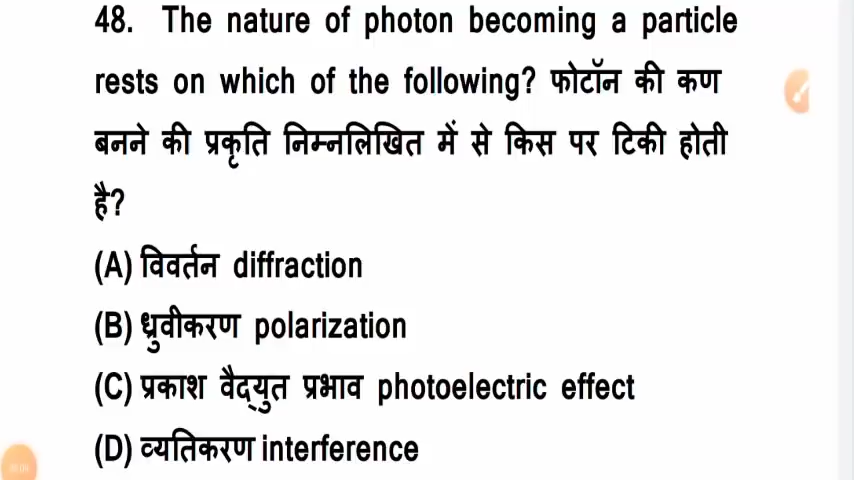 48. The nature of photon becoming a particle
rests on which of the following? फोटॉन की कण
बनने की प्रकृति निम्नलिखित में से किस पर टिकी होती
है?
(A) विवर्तन diffraction
(B) ध्रुवीकरण polarization
(C) प्रकाश वैद्‌युत प्रभाव photoelectric effect
(D) व्यतिकरण interference